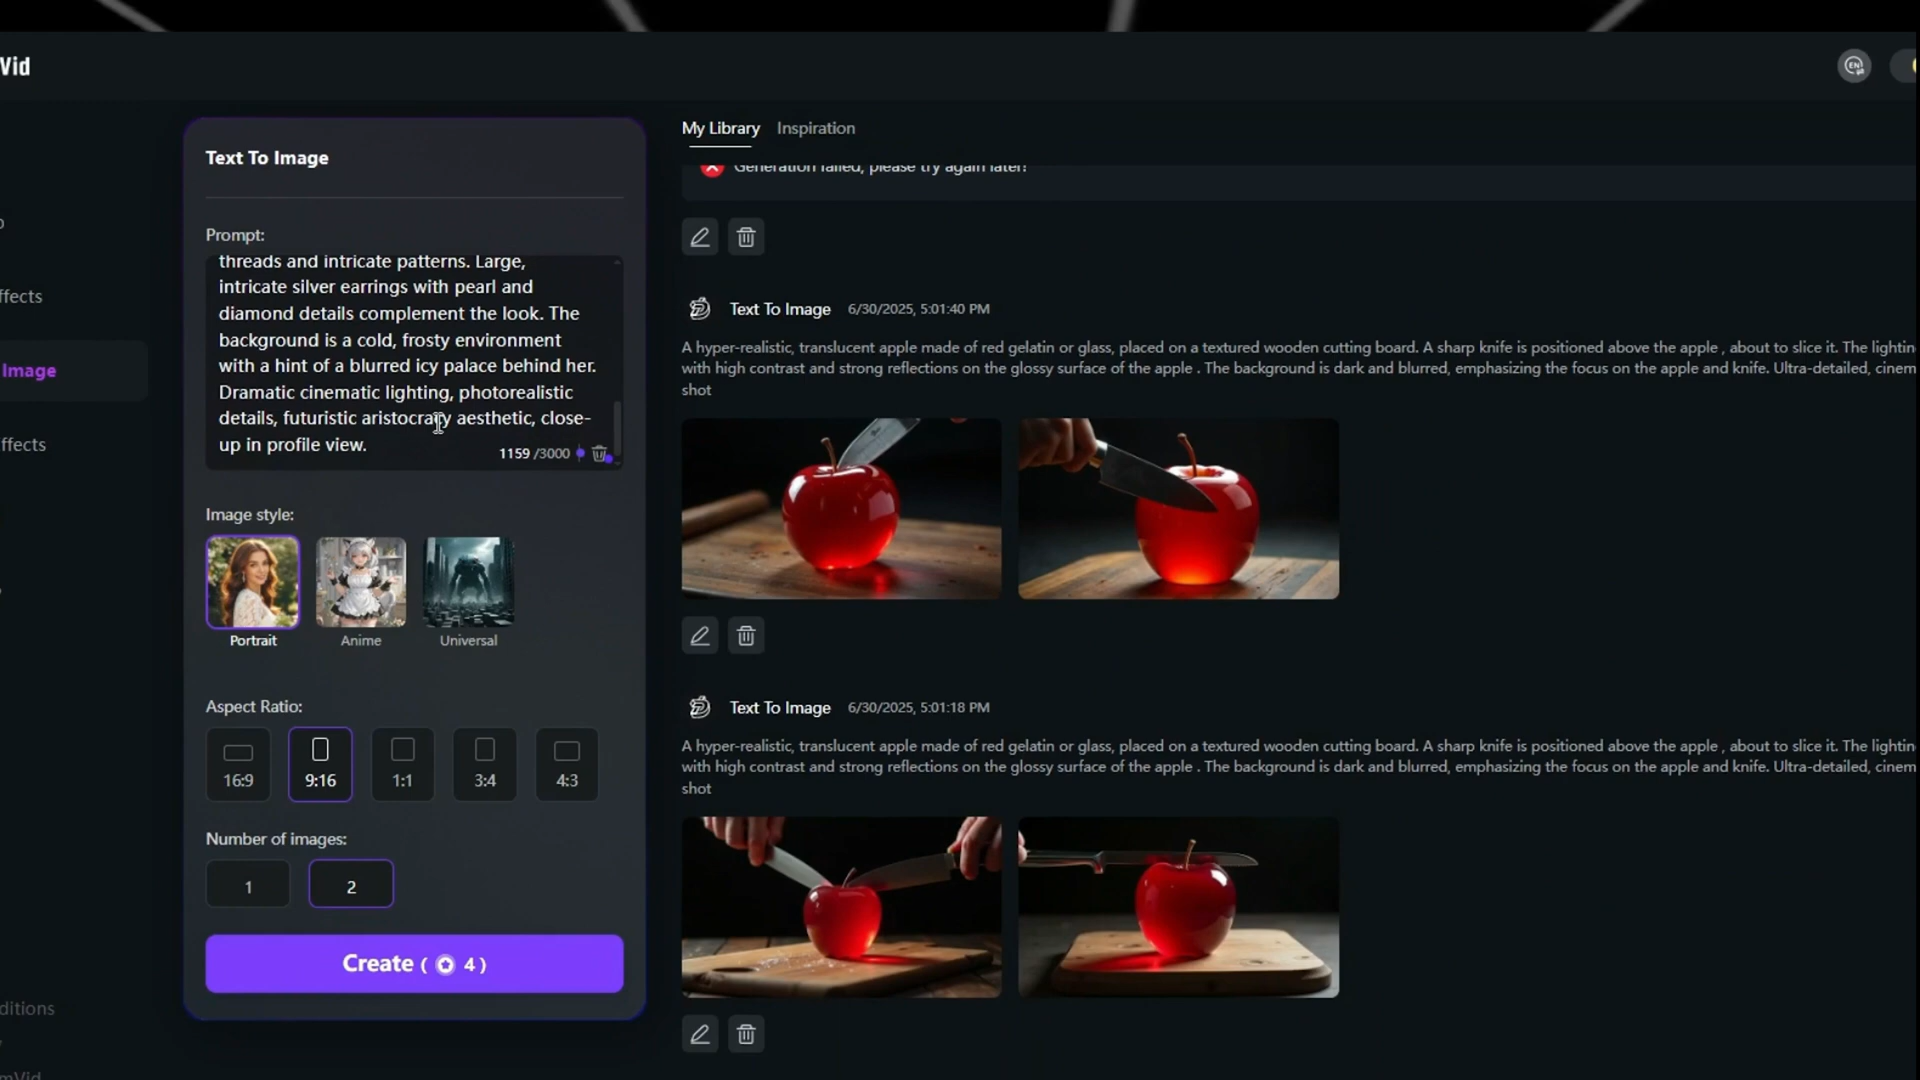 Vid
EN
My Library
Inspiration
Text To Image
Generation failed, please try again later!
Prompt:
threads and intricate patterns. Large,
intricate silver earrings with pearl and
diamond details complement the look. The
background is a cold, frosty environment
with a hint of a blurred icy palace behind her.
Dramatic cinematic lighting, photorealistic
details, futuristic aristocracy aesthetic, close-
up in profile view.
1159 /3000
ffects
Image
ffects
Image style:
Portrait
Anime
Universal
Aspect Ratio:
16:9
9:16
1:1
3:4
4:3
Number of images:
1
2
Create ( 4 )
ditions
mVid
Text To Image
6/30/2025, 5:01:40 PM
A hyper-realistic, translucent apple made of red gelatin or glass, placed on a textured wooden cutting board. A sharp knife is positioned above the apple , about to slice it. The lightin
with high contrast and strong reflections on the glossy surface of the apple . The background is dark and blurred, emphasizing the focus on the apple and knife. Ultra-detailed, cinem
shot
Text To Image
6/30/2025, 5:01:18 PM
A hyper-realistic, translucent apple made of red gelatin or glass, placed on a textured wooden cutting board. A sharp knife is positioned above the apple , about to slice it. The lightin
with high contrast and strong reflections on the glossy surface of the apple . The background is dark and blurred, emphasizing the focus on the apple and knife. Ultra-detailed, cinem
shot